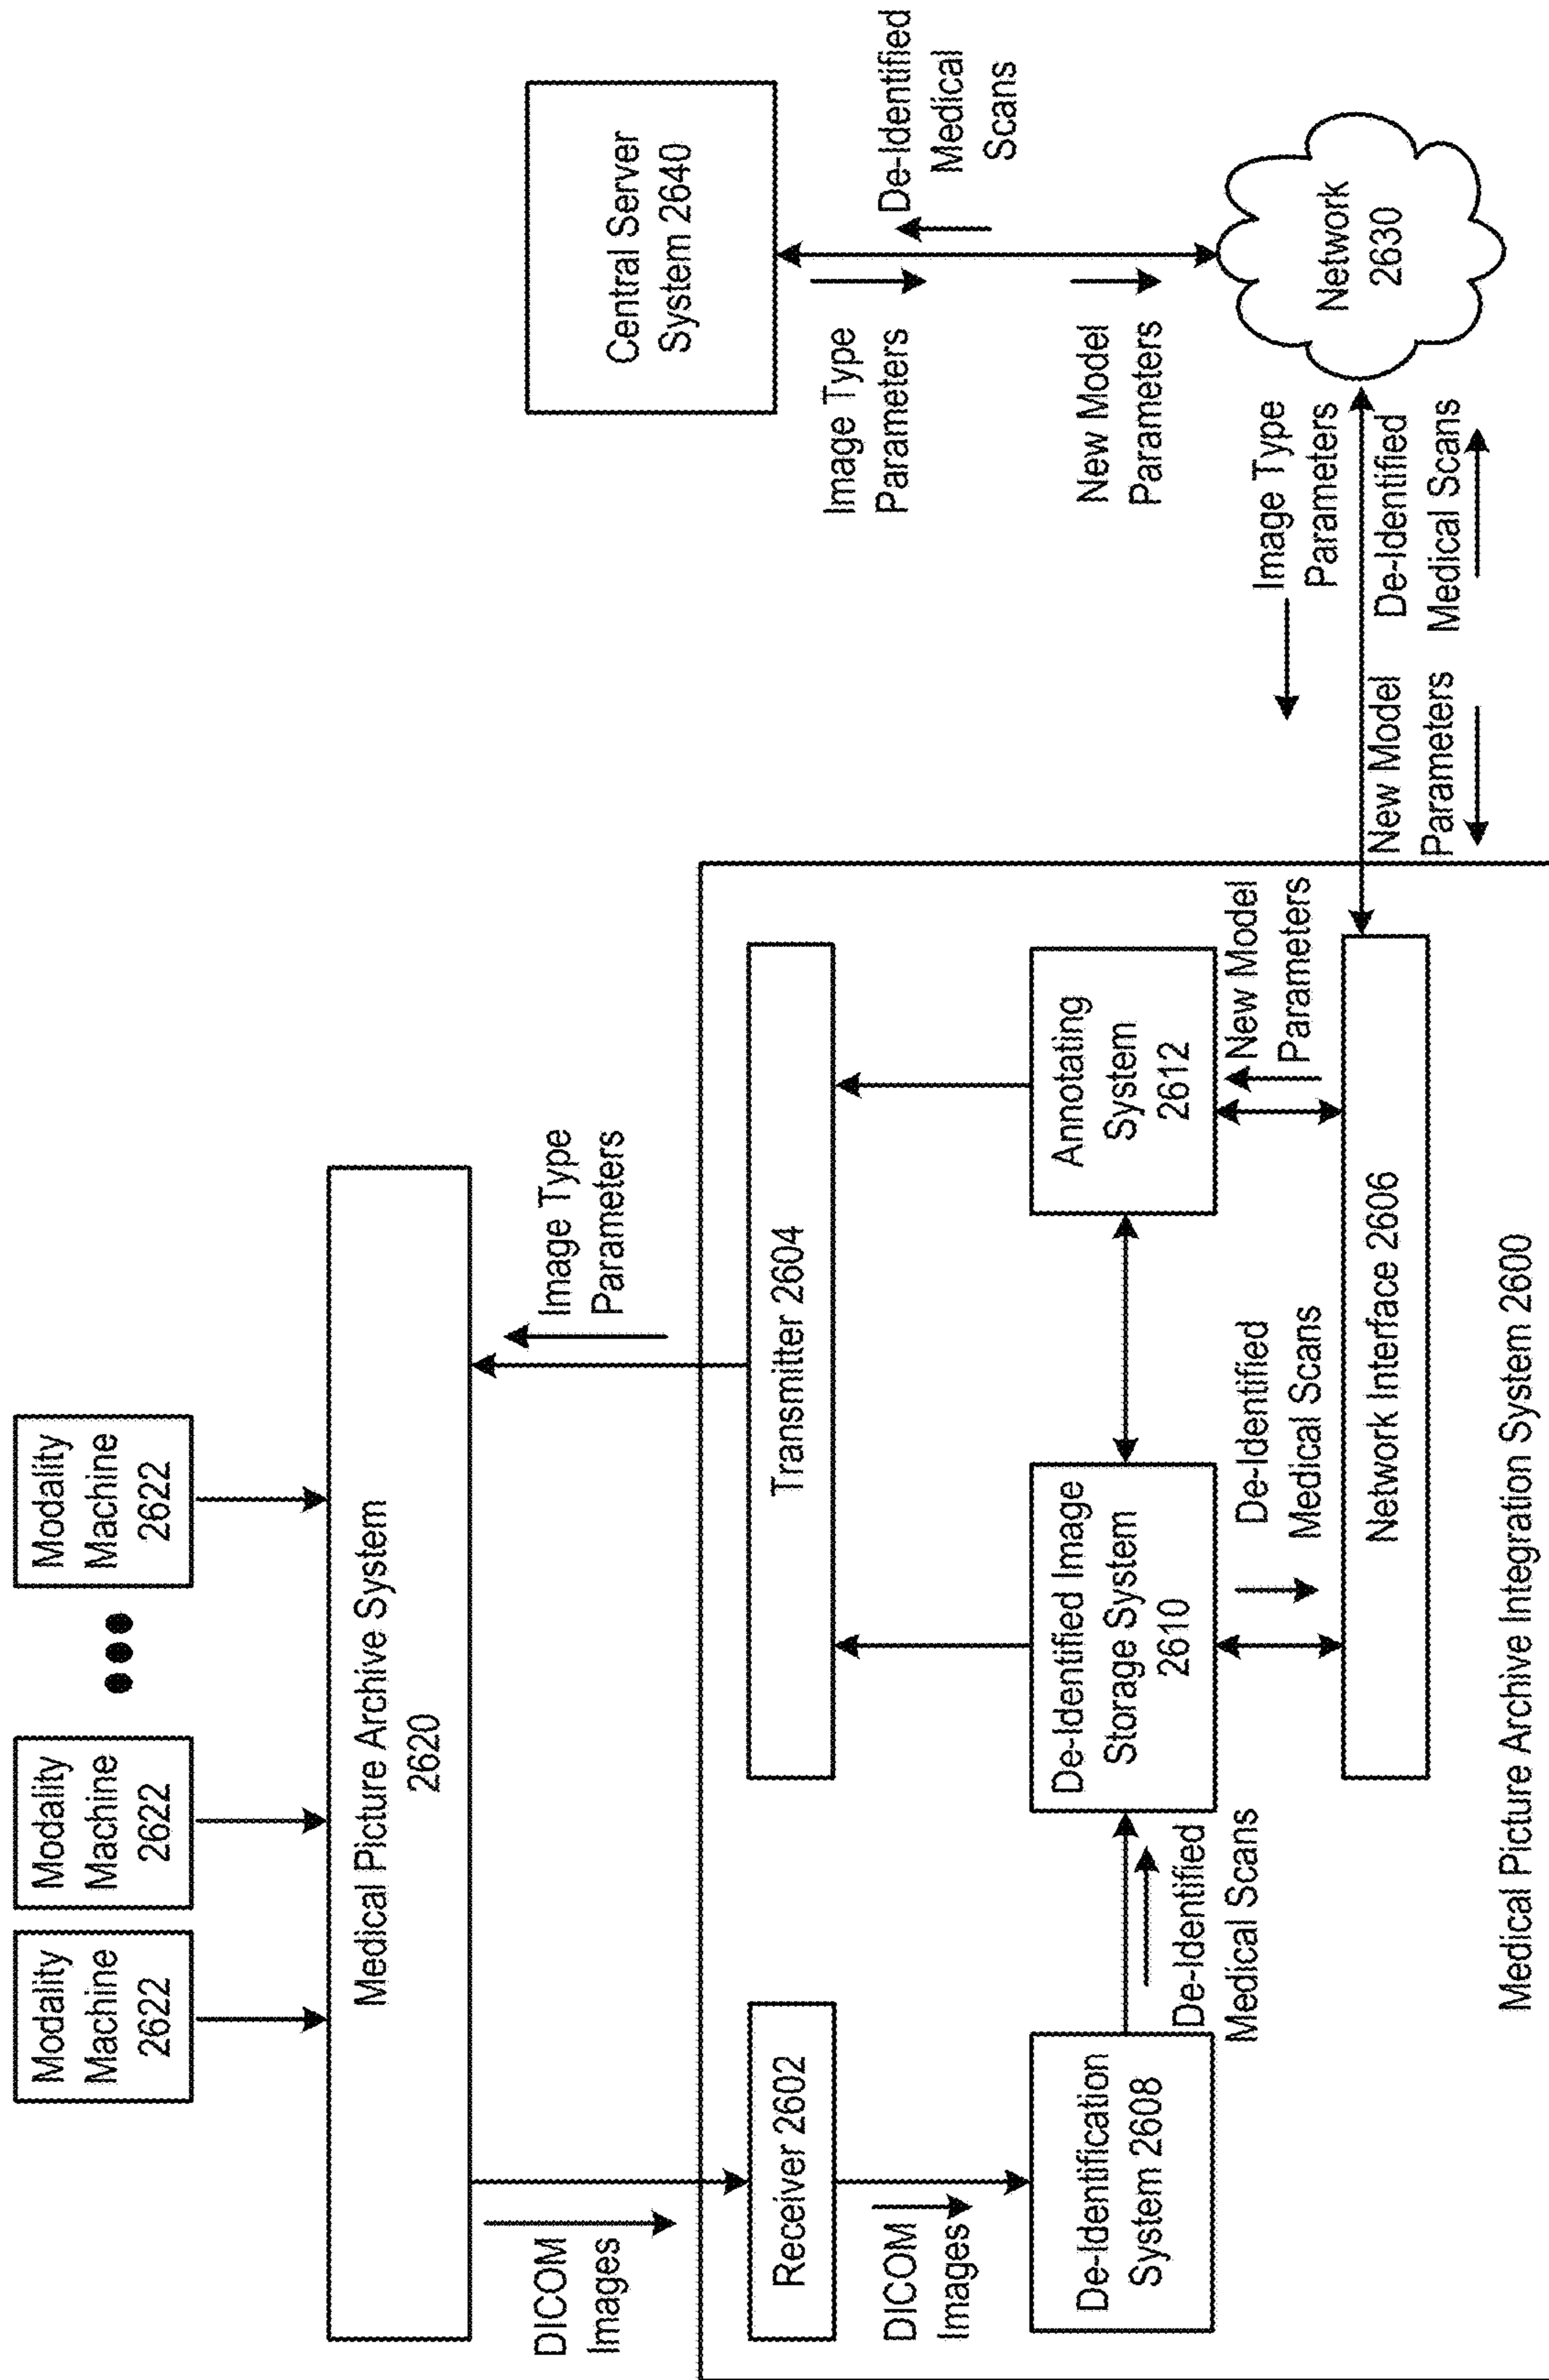 Modality
Machine
2622
Modality
Machine
2622
Modality
Machine
2622
Medical Picture Archive System
2620
DICOM
Images
Image Type
Parameters
Receiver 2602
Transmitter 2604
DICOM
Images
De-Identification
System 2608
De-Identified
Medical Scans
De-Identified Image
Storage System
2610
Annotating
System
2612
De-Identified
Medical Scans
New Model
Parameters
Network Interface 2606
Medical Picture Archive Integration System 2600
Central Server
System 2640
Image Type
Parameters
De-Identified
Medical
Scans
New Model
Parameters
Image Type
Parameters
New Model
Parameters
De-Identified
Medical Scans
Network
2630